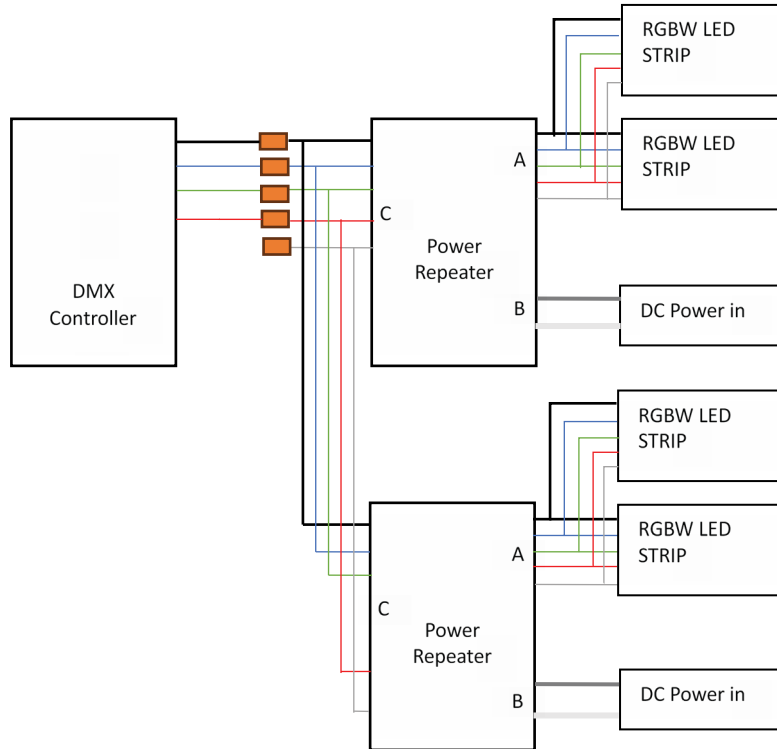 RGBW LED
STRIP
RGBW LED
STRIP
A
C
Power
Repeater
DMX
Controller
B
DC Power in
RGBW LED
STRIP
RGBW LED
STRIP
A
C
Power
Repeater
B
DC Power in